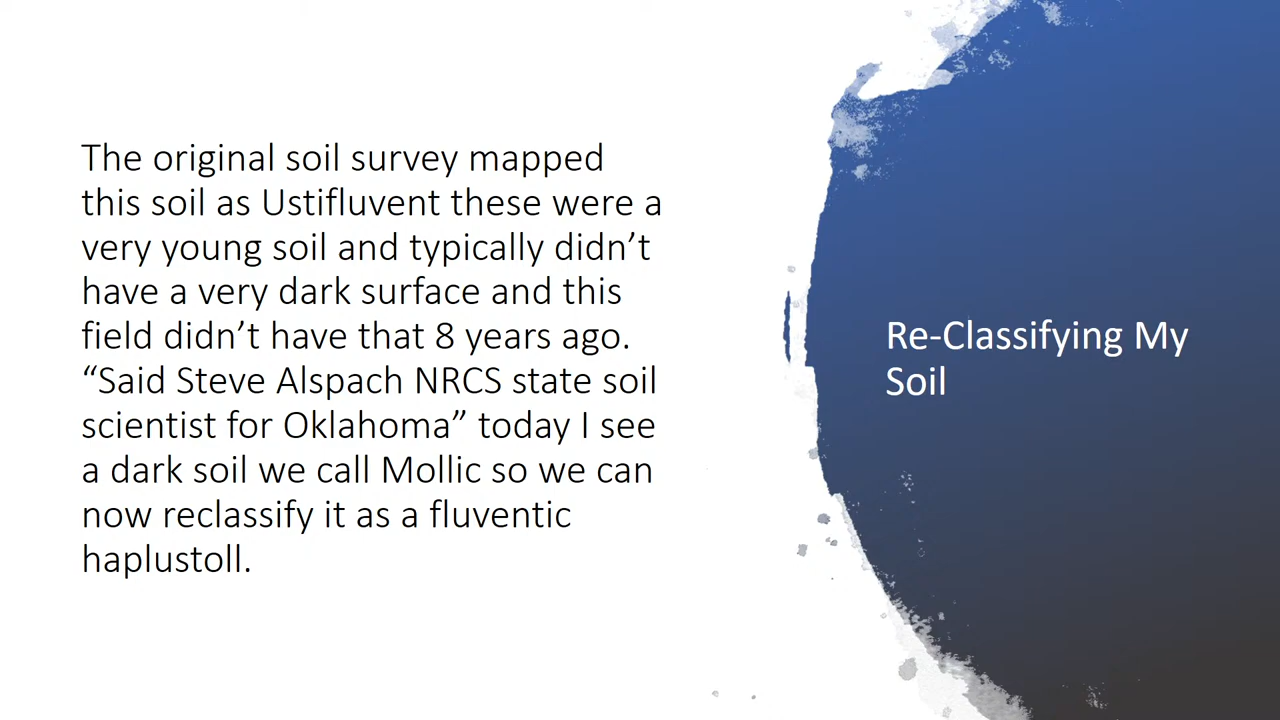 The original soil survey mapped
this soil as Ustifluvent these were a
very young soil and typically didn’t
have a very dark surface and this
field didn’t have that 8 years ago.
“Said Steve Alspach NRCS state soil
scientist for Oklahoma” today I see
a dark soil we call Mollic so we can
now reclassify it as a fluventic
haplustoll.
Re-Classifying My
Soil